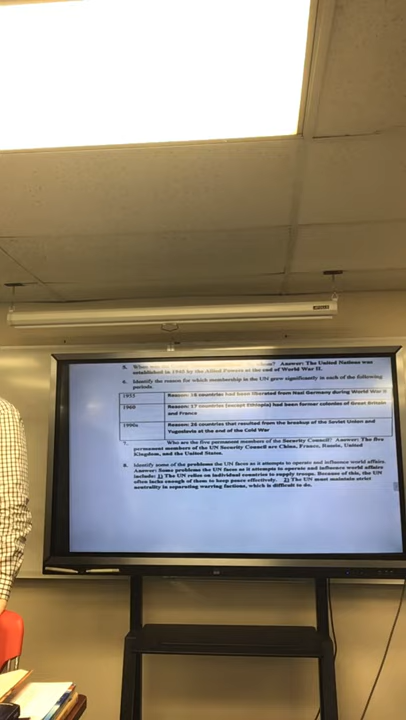 5. When Answer: The United Nations was
established in 1945 by the Allied Powers at the end of World War II.
6. Identify the reason for which membership in the UN grew significantly in each of the following
periods.
1955 Reason: 18 countries had been liberated from Nazi Germany during World War II
1960 Reason: 17 countries (except Ethiopia) had been former colonies of Great Britain
and France
1990s Reason: 26 countries that resulted from the breakup of the Soviet Union and
Yugoslavia at the end of the Cold War
7. Who are the five permanent members of the Security Council? Answer: The five
permanent members of the UN Security Council are China, France, Russia, United
Kingdom, and the United States.
8. Identify some of the problems the UN faces as it attempts to operate and influence world affairs.
Answer: Some problems the UN faces as it attempts to operate and influence world affairs
include: 1) The UN relies on individual countries to supply troops. Because of this, the UN
often lacks enough of them to keep peace effectively. 2) The UN must maintain strict
neutrality in separating warring factions, which is difficult to do.